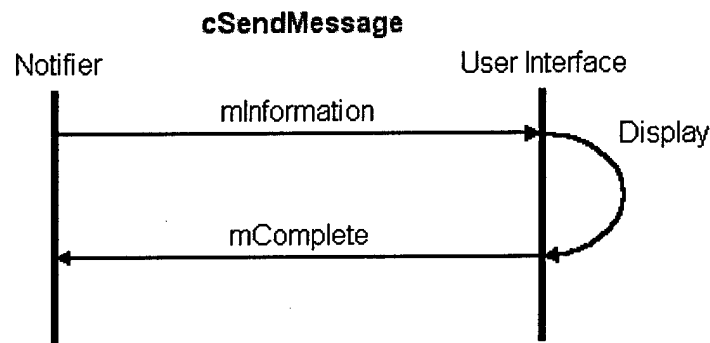 cSendMessage
Notifier
User Interface
mInformation
Display
mComplete